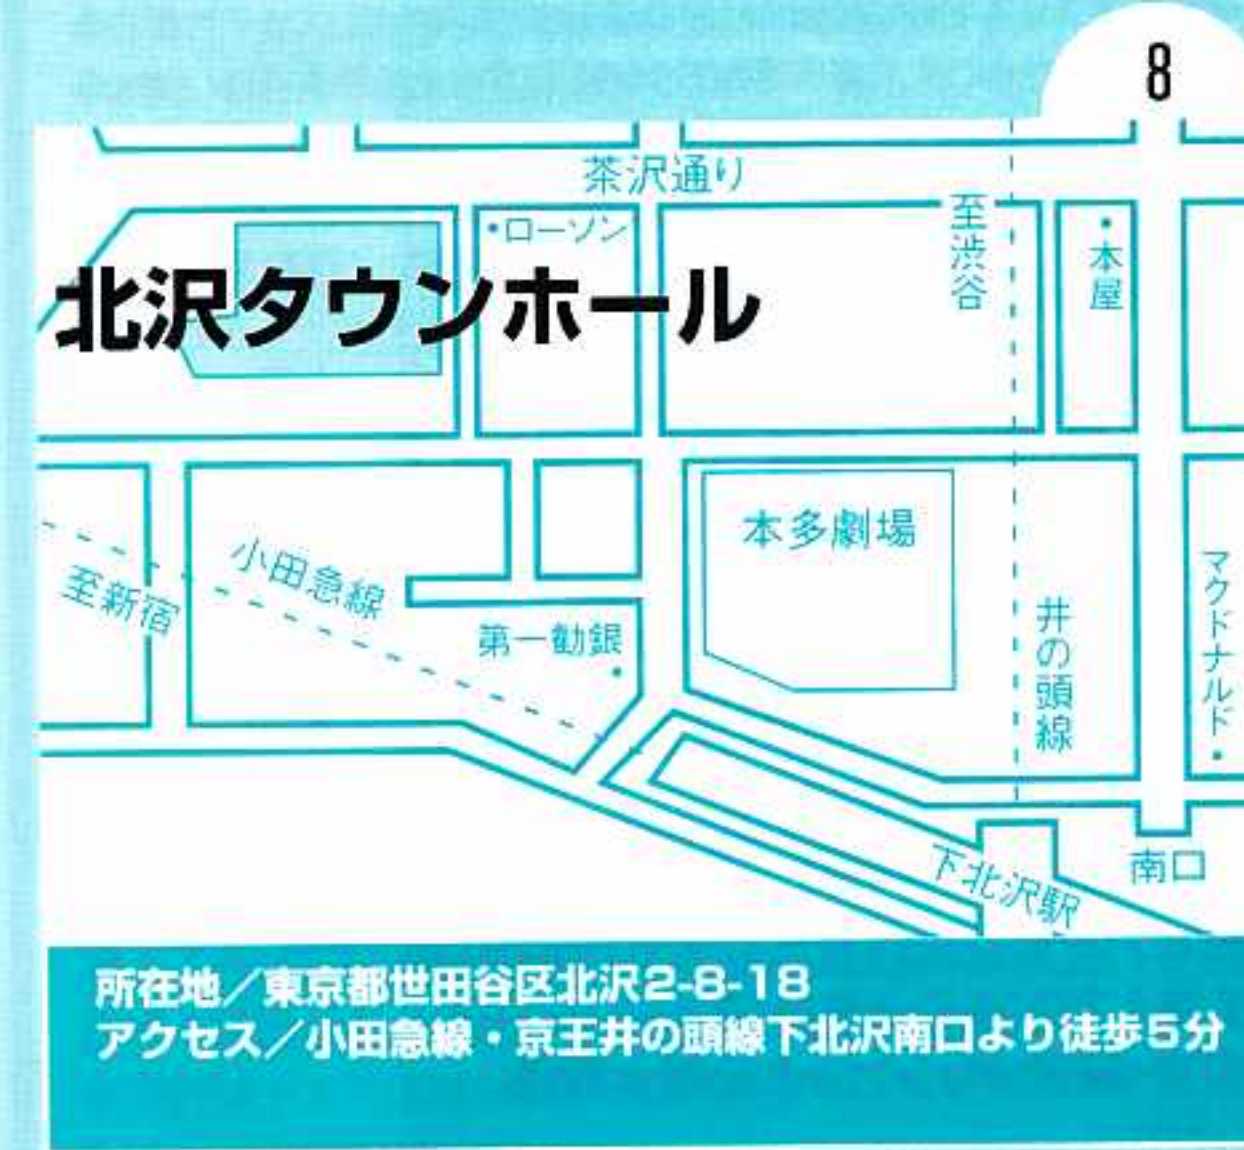 8
茶沢通り
・ローソン
至渋谷
・本屋
北沢タウンホール
本多劇場
小田急線
至新宿
第一勧銀
井の頭線
マクドナルド・
下北沢駅
南口
所在地／東京都世田谷区北沢2-8-18
アクセス／小田急線・京王井の頭線下北沢南口より徒歩5分